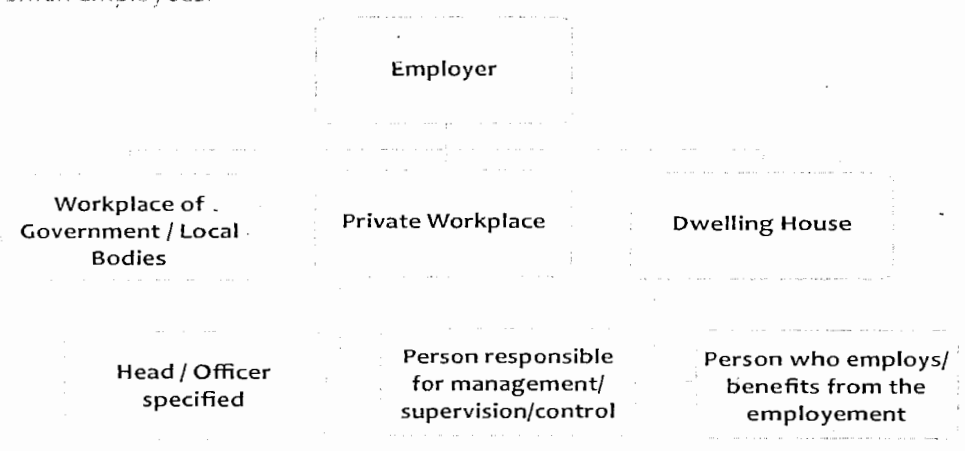 Employer
Workplace of
Government / Local
Bodies
Private Workplace
Dwelling House
Head / Officer
specified
Person responsible
for management/
supervision/control
Person who employs/
benefits from the
employement